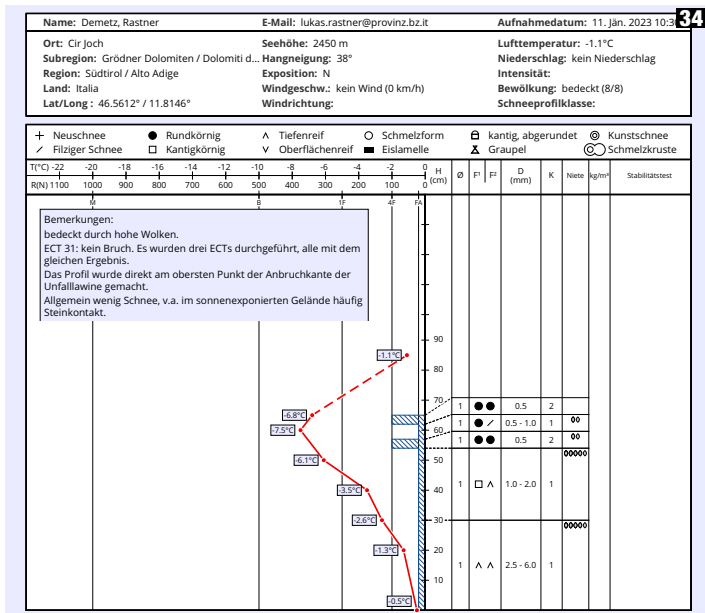 34
Name: Demetz, Rastner E-Mail: lukas.rastner@provinz.bz.it Aufnahmedatum: 11. Jän. 2023 10:3
Ort: Cir Joch Seehöhe: 2450 m Lufttemperatur: -1.1°C
Subregion: Grödner Dolomiten / Dolomiti d... Hangneigung: 38° Niederschlag: kein Niederschlag
Region: Südtirol / Alto Adige Exposition: N Intensität:
Land: Italia Windgeschw.: kein Wind (0 km/h) Bewölkung: bedeckt (8/8)
Lat/Long : 46.5612° / 11.8146° Windrichtung: Schneeprofilklasse:
Neuschnee Rundkörnig Tiefenreif Schmelzform kantig, abgerundet Kunstschnee
Filziger Schnee Kantigkörnig Oberflächenreif Eislamelle Graupel Schmelzkruste
T(°C) -22 -20 -18 -16 -14 -12 -10 -8 -6 -4 -2 0 H (cm) Ø F¹ F² D (mm) K Niete kg/m³ Stabilitätstest
R(N) 1100 1000 900 800 700 600 500 400 300 200 100 0
M B 1F 4F FA
Bemerkungen:
bedeckt durch hohe Wolken.
ECT 31: kein Bruch. Es wurden drei ECTs durchgeführt, alle mit dem
gleichen Ergebnis.
Das Profil wurde direkt am obersten Punkt der Anbruchkante der
Unfalllawine gemacht.
Allgemein wenig Schnee, v.a. im sonnenexponierten Gelände häufig
Steinkontakt.
90
-1.1°C
80
70
1 0.5 2
-6.8°C
1 0.5 - 1.0 1
-7.5°C 60
1 0.5 2
-6.1°C 50
1 1.0 - 2.0 1
-3.5°C 40
-2.6°C 30
-1.3°C 20
1 2.5 - 6.0 1
10
-0.5°C